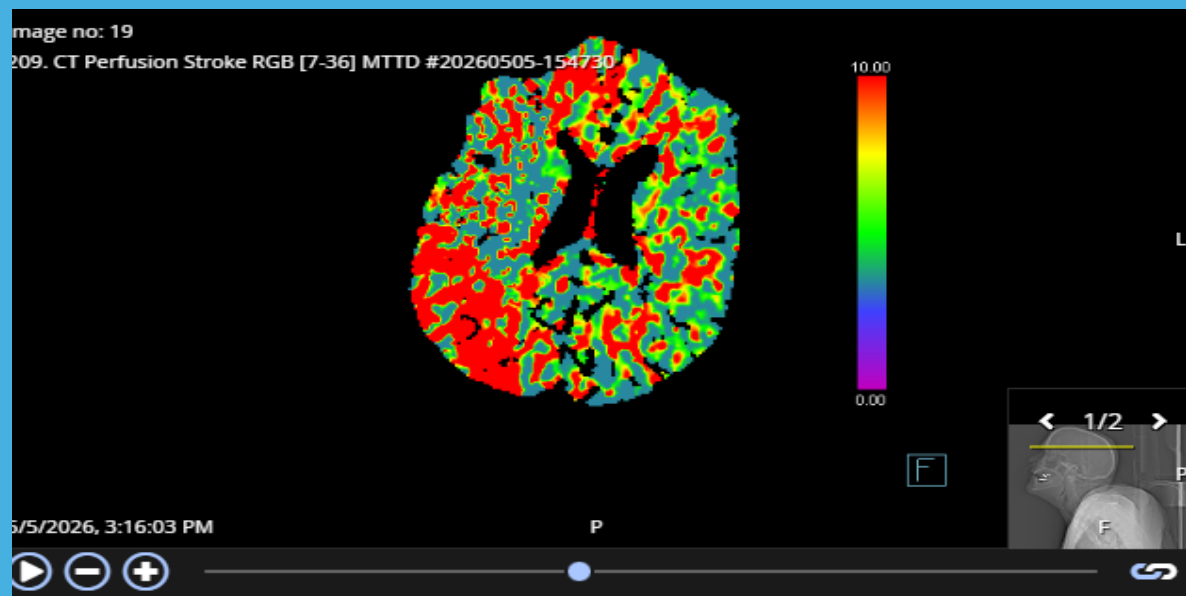 mage no: 19
209. CT Perfusion Stroke RGB [7-36] MTTD #20260505-154730
10.00
L
0.00
1/2
P
F
F
5/5/2026, 3:16:03 PM
P